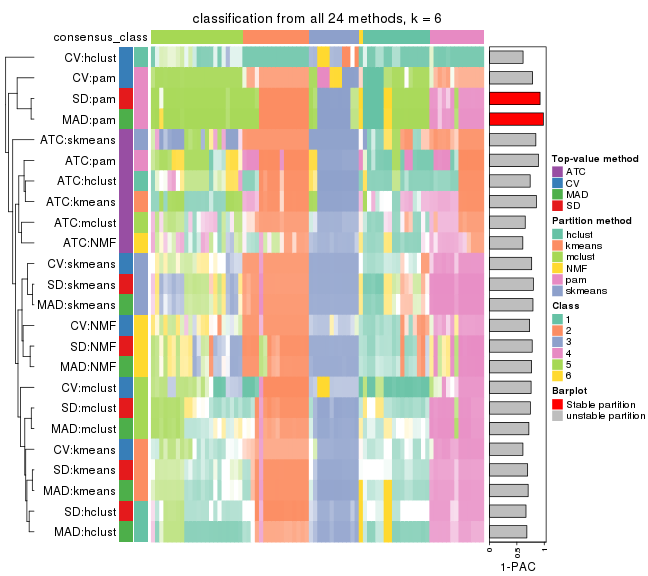 classification from all 24 methods, k = 6
consensus_class
CV:hclust
CV:pam
SD:pam
MAD:pam
ATC:skmeans
ATC:pam
ATC:hclust
ATC:kmeans
ATC:mclust
ATC:NMF
CV:skmeans
SD:skmeans
MAD:skmeans
CV:NMF
SD:NMF
MAD:NMF
CV:mclust
SD:mclust
MAD:mclust
CV:kmeans
SD:kmeans
MAD:kmeans
SD:hclust
MAD:hclust
0
0.5
1
1-PAC
Top-value method
ATC
CV
MAD
SD
Partition method
hclust
kmeans
mclust
NMF
pam
skmeans
Class
1
2
3
4
5
6
Barplot
Stable partition
unstable partition